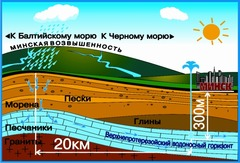 «К Балтийскому морю К Черному морю»
МИНСКАЯ ВОЗВЫШЕННОСТЬ
МИНСК
Морена
Пески
300м
Глины
Песчаники
Верхнепротерозойский водоносный горизонт
Граниты
20км